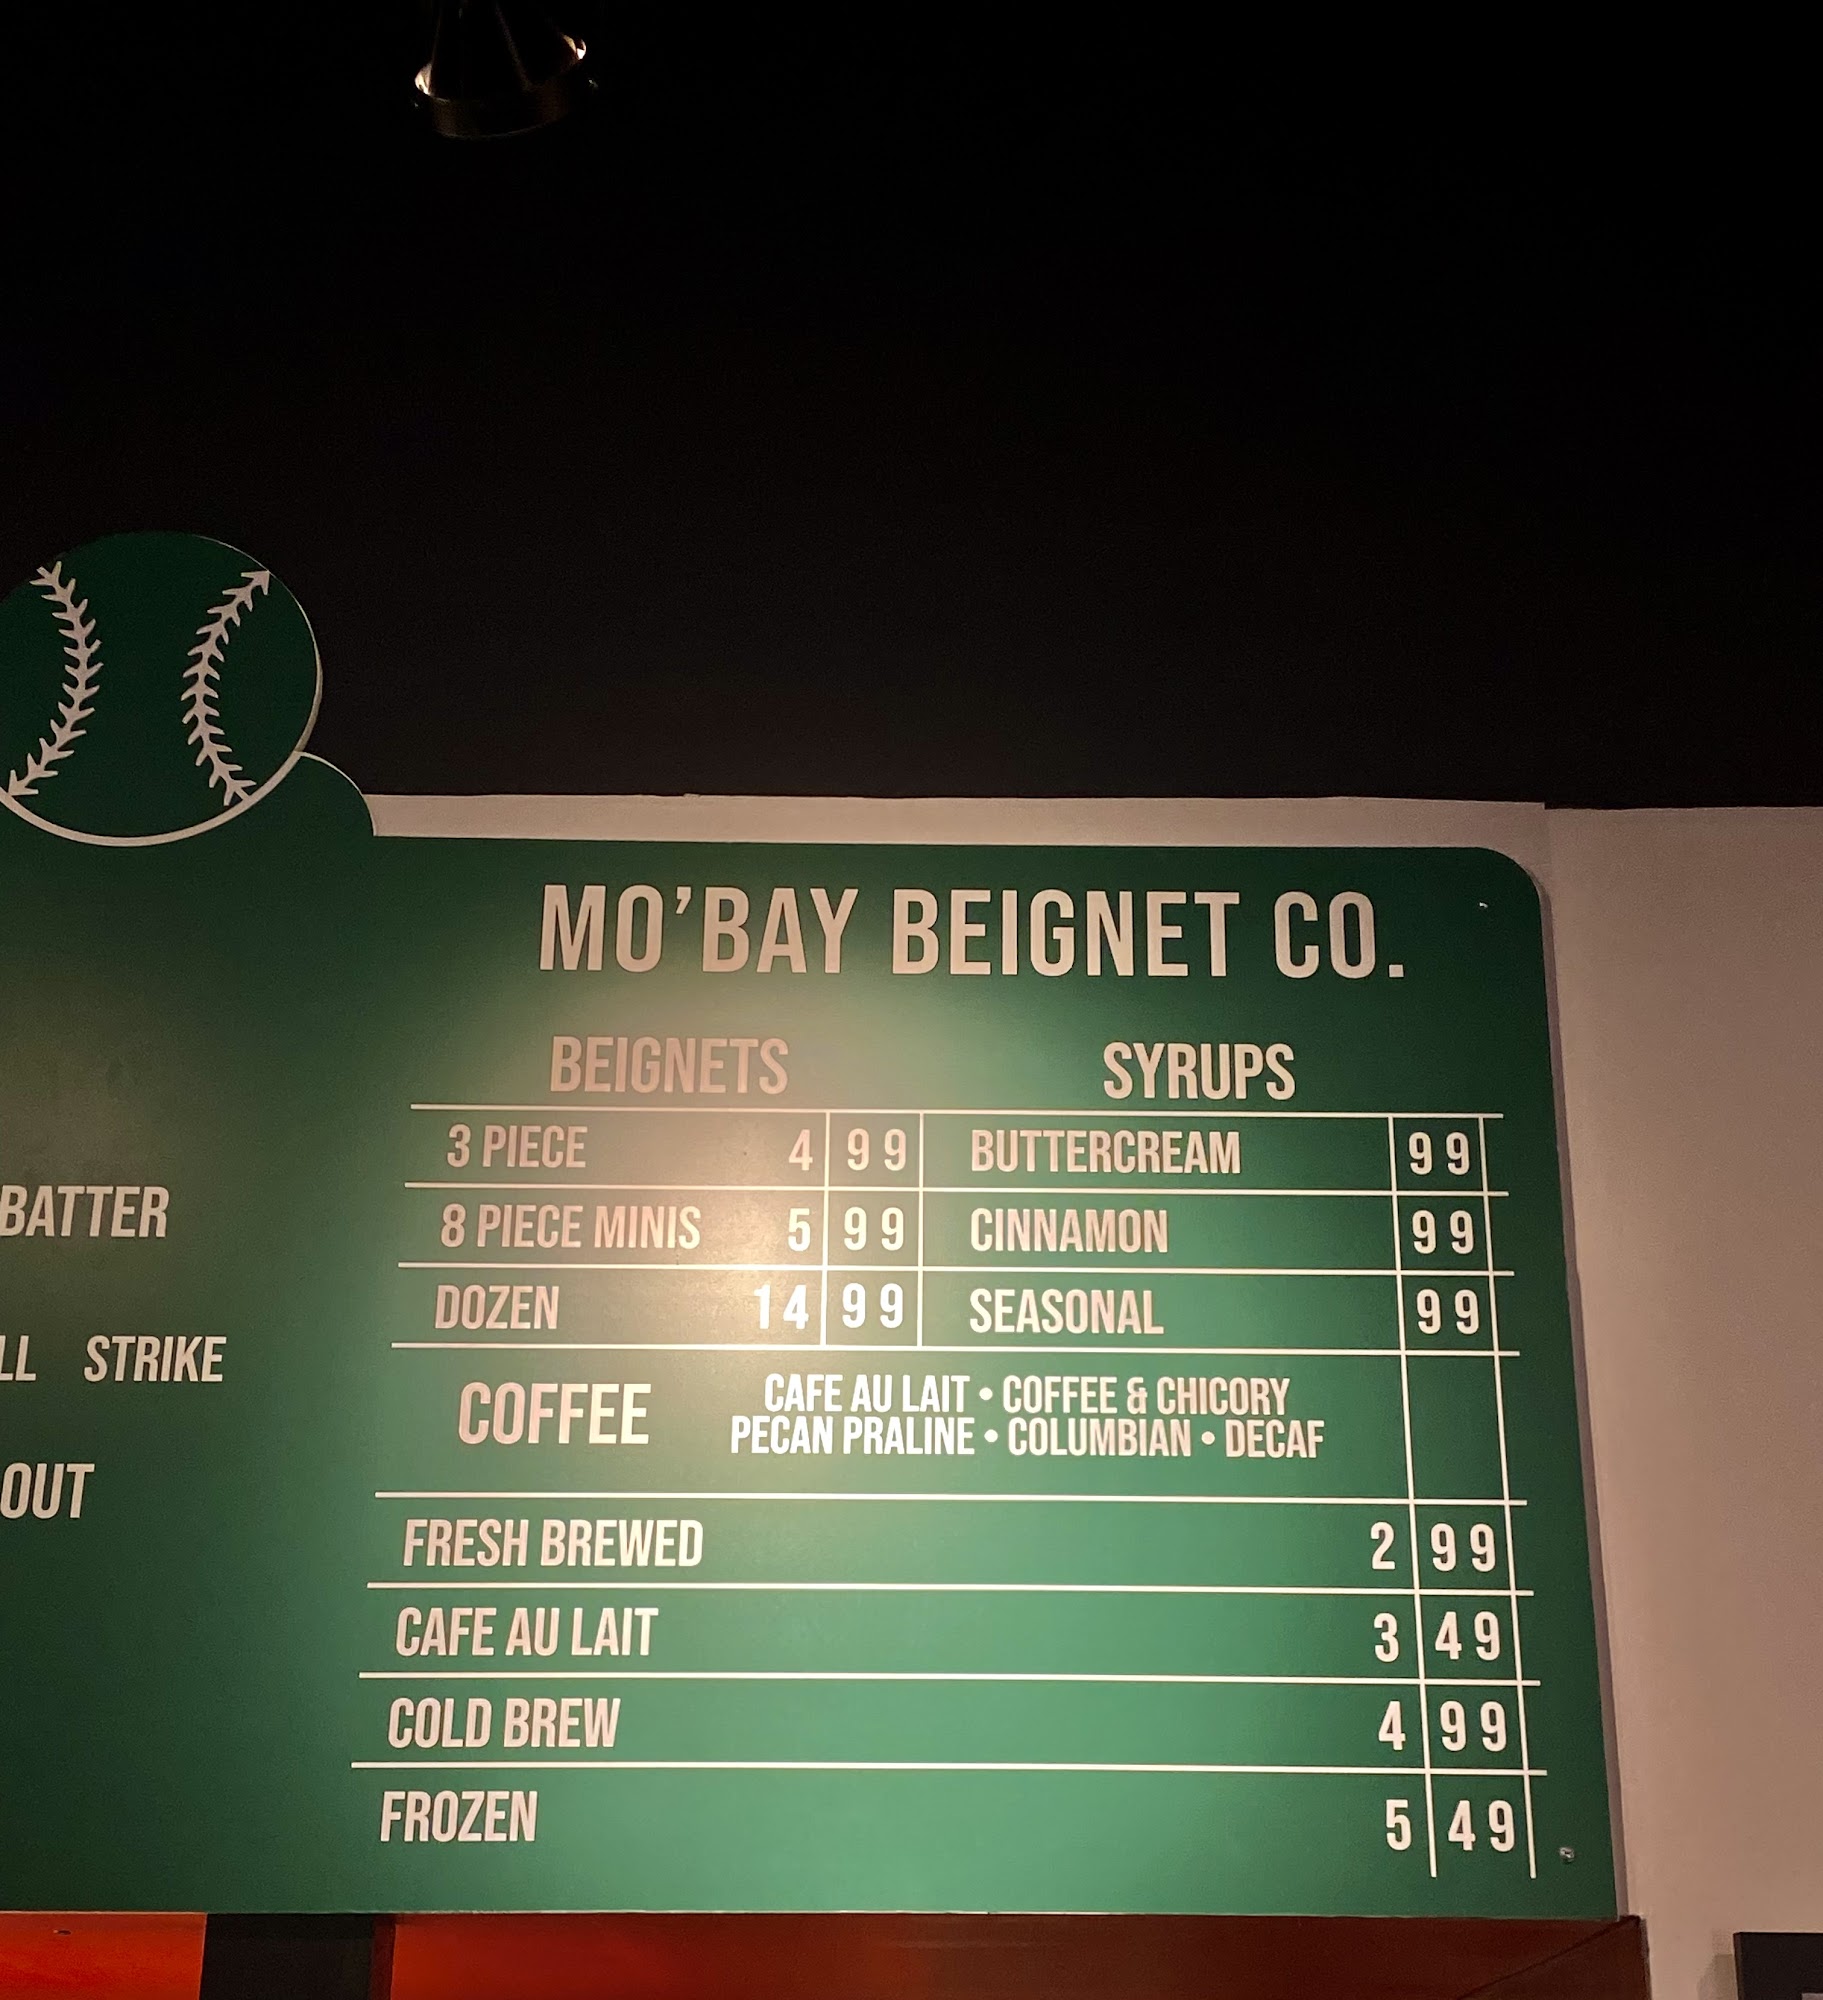 MO'BAY BEIGNET CO.
BEIGNETS
3 PIECE 4 99
8 PIECE MINIS 5 99
DOZEN 14 99
SYRUPS
BUTTERCREAM 99
CINNAMON 99
SEASONAL 99
COFFEE
CAFE AU LAIT • COFFEE & CHICORY
PECAN PRALINE • COLUMBIAN • DECAF
FRESH BREWED 2 99
CAFE AU LAIT 3 49
COLD BREW 4 99
FROZEN 5 49
BATTER
LL STRIKE
OUT